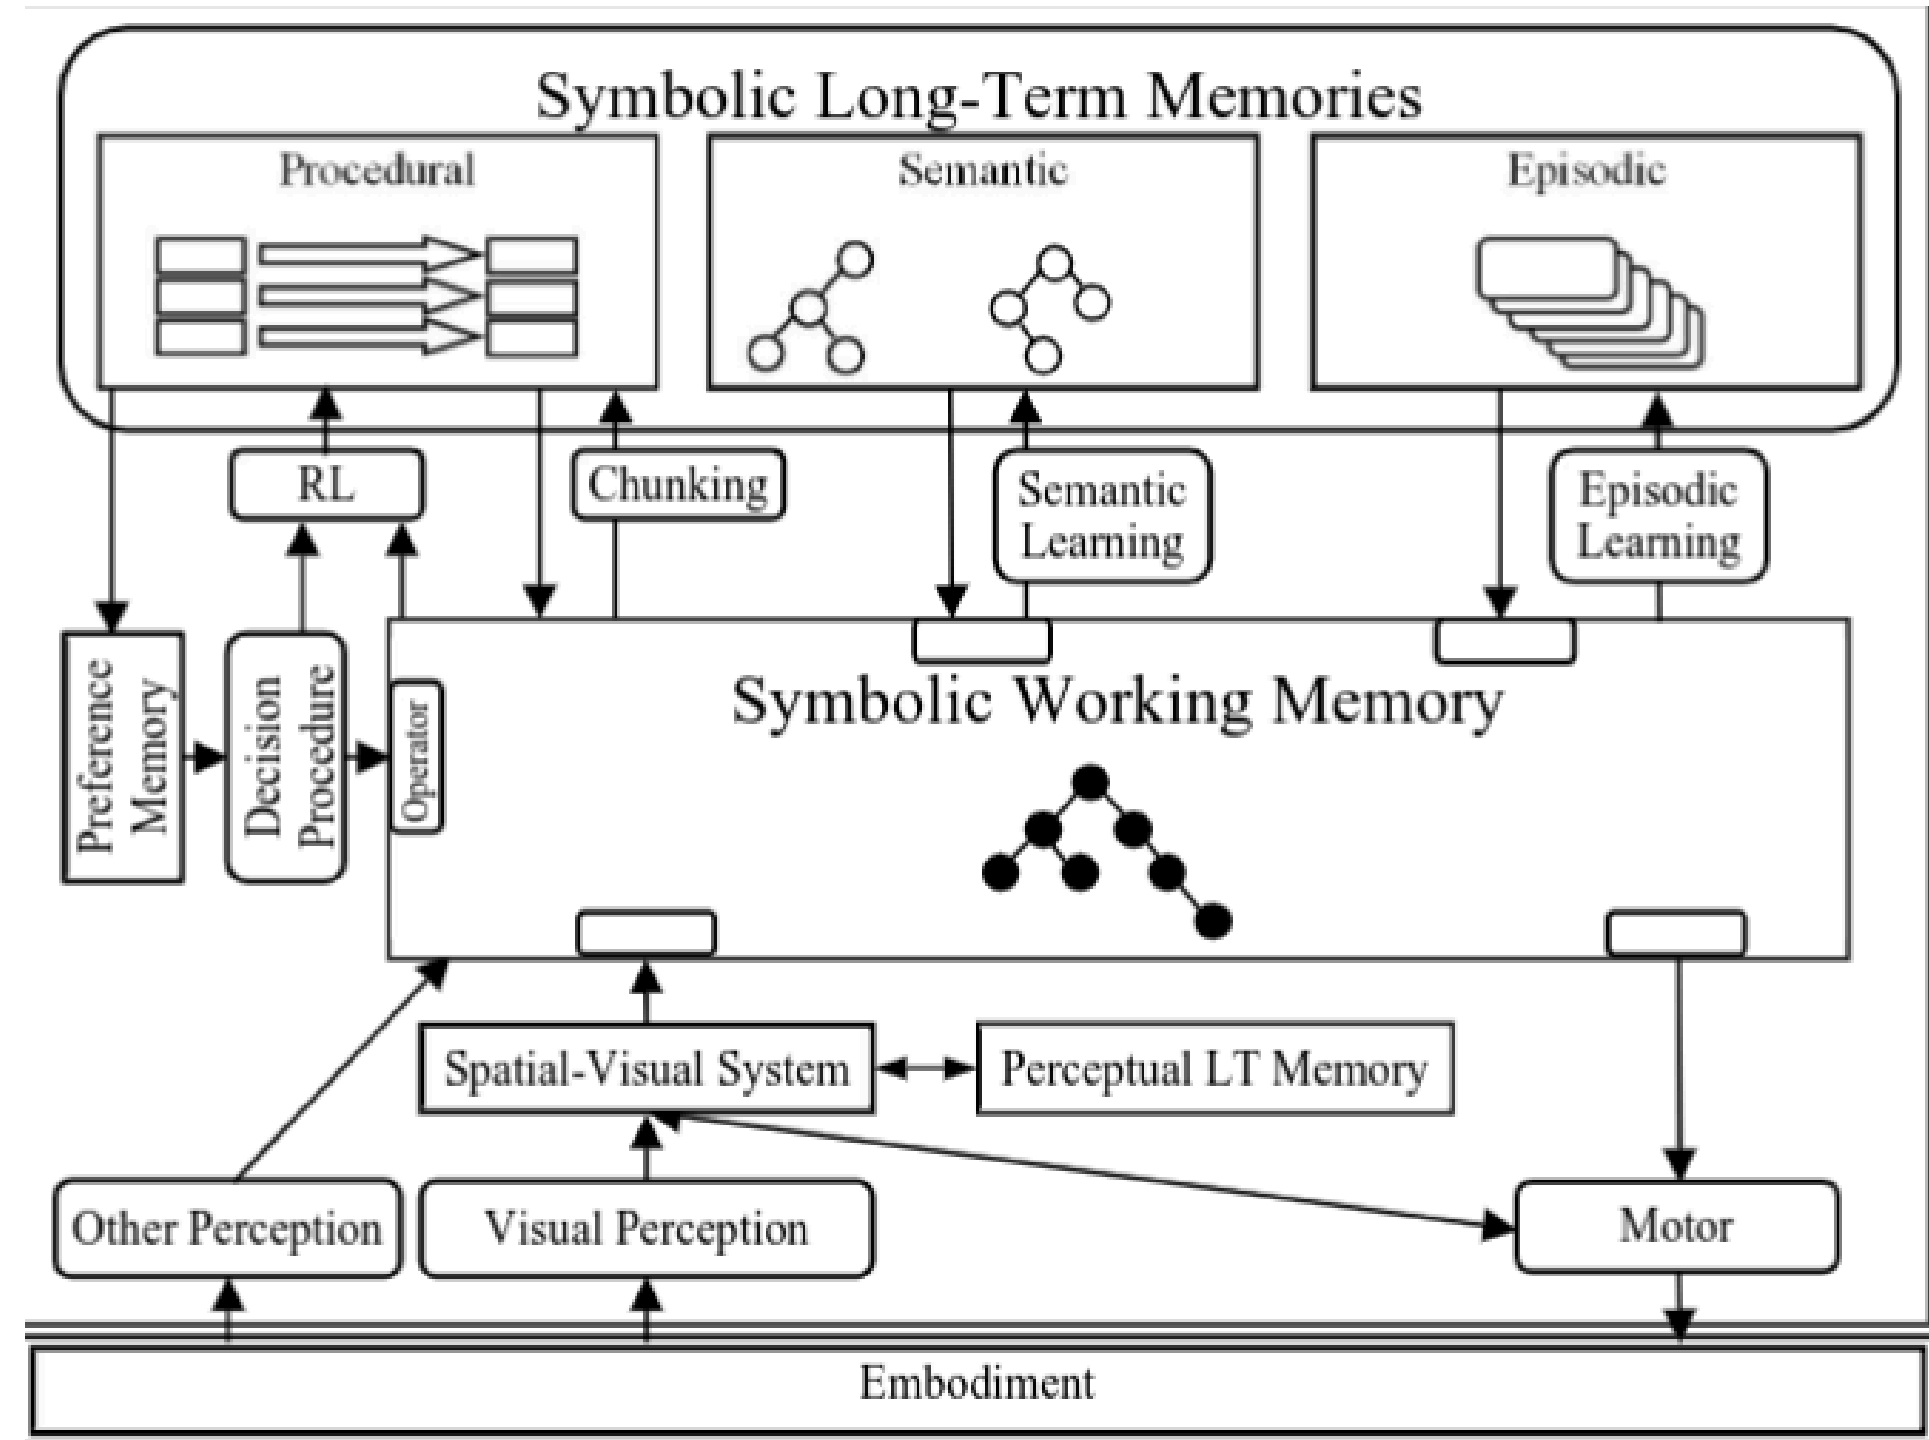 Symbolic Long-Term Memories
Procedural
Semantic
Episodic
RL
Chunking
Semantic
Learning
Episodic
Learning
Preference
Memory
Decision
Procedure
Operator
Symbolic Working Memory
Spatial-Visual System
Perceptual LT Memory
Other Perception
Visual Perception
Motor
Embodiment